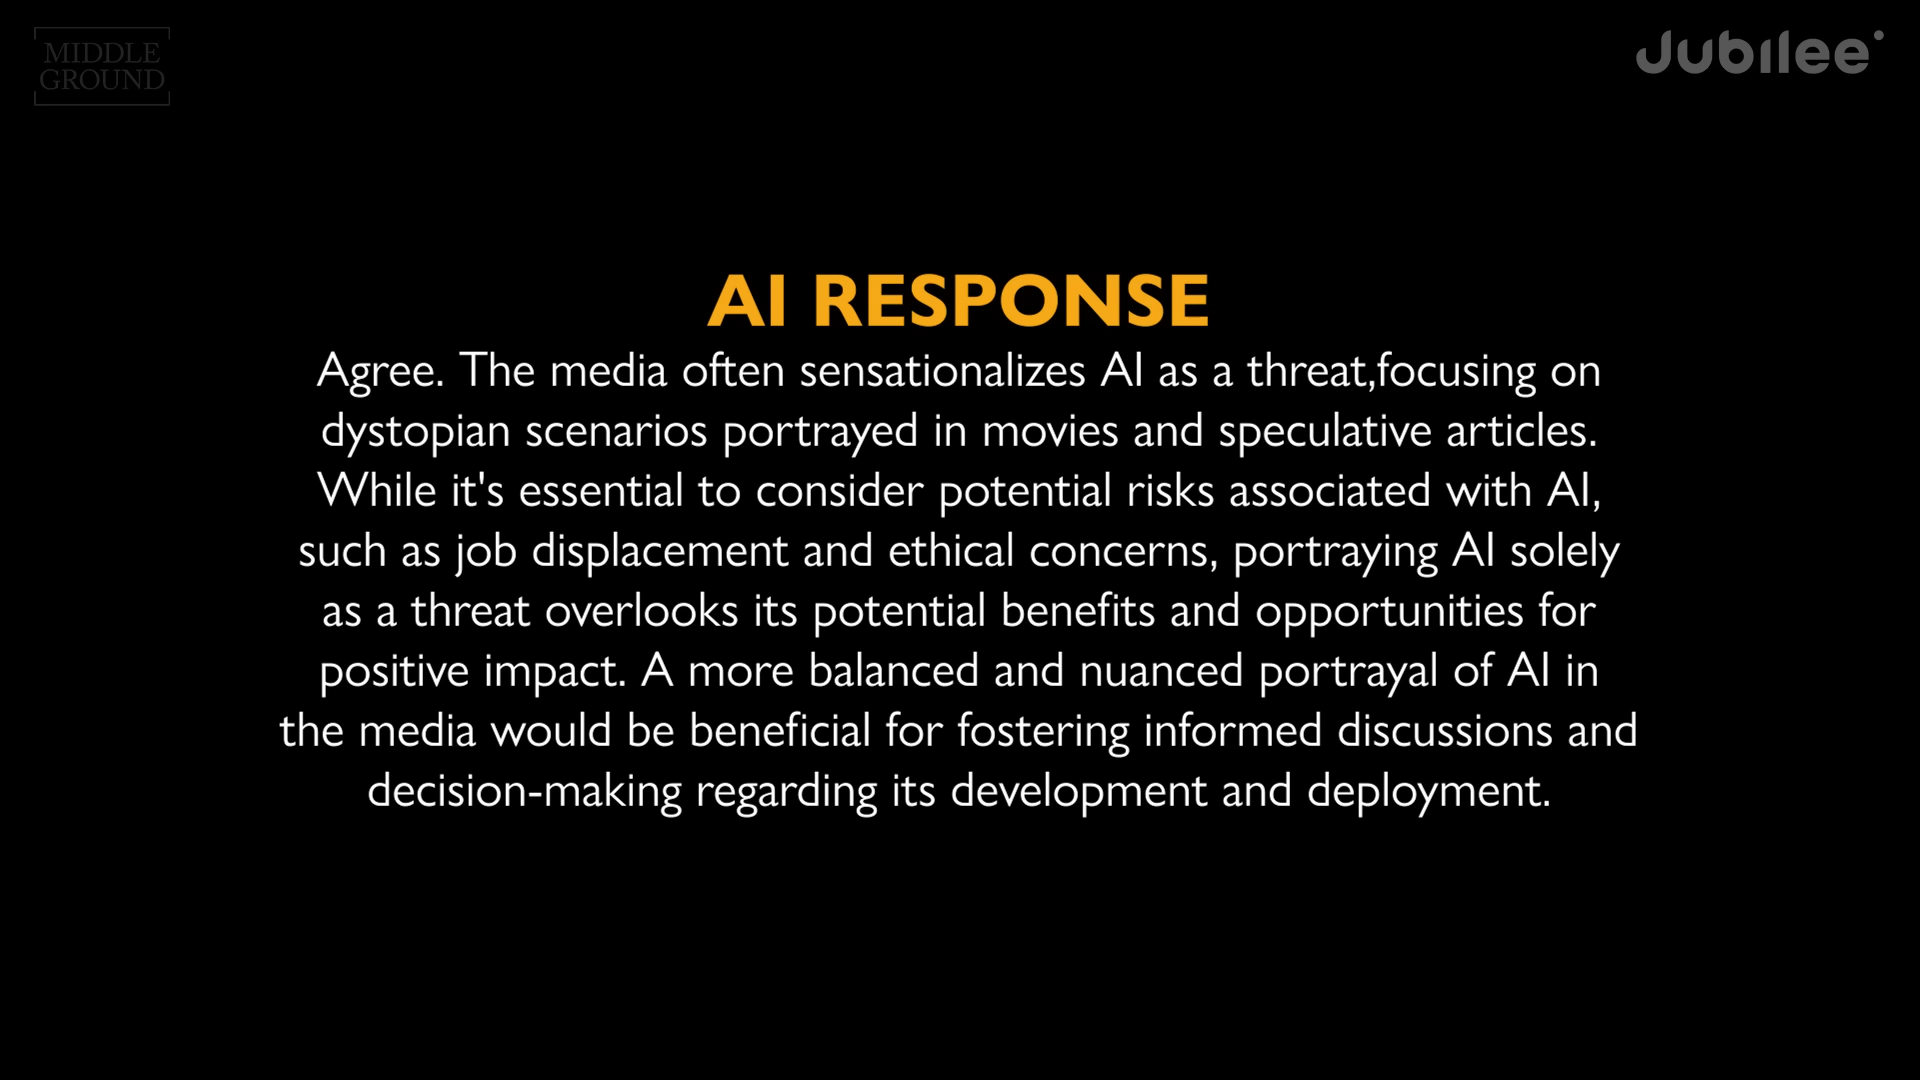 MIDDLE
GROUND
Jubilee
AI RESPONSE
Agree. The media often sensationalizes AI as a threat,focusing on
dystopian scenarios portrayed in movies and speculative articles.
While it's essential to consider potential risks associated with AI,
such as job displacement and ethical concerns, portraying AI solely
as a threat overlooks its potential benefits and opportunities for
positive impact. A more balanced and nuanced portrayal of AI in
the media would be beneficial for fostering informed discussions and
decision-making regarding its development and deployment.